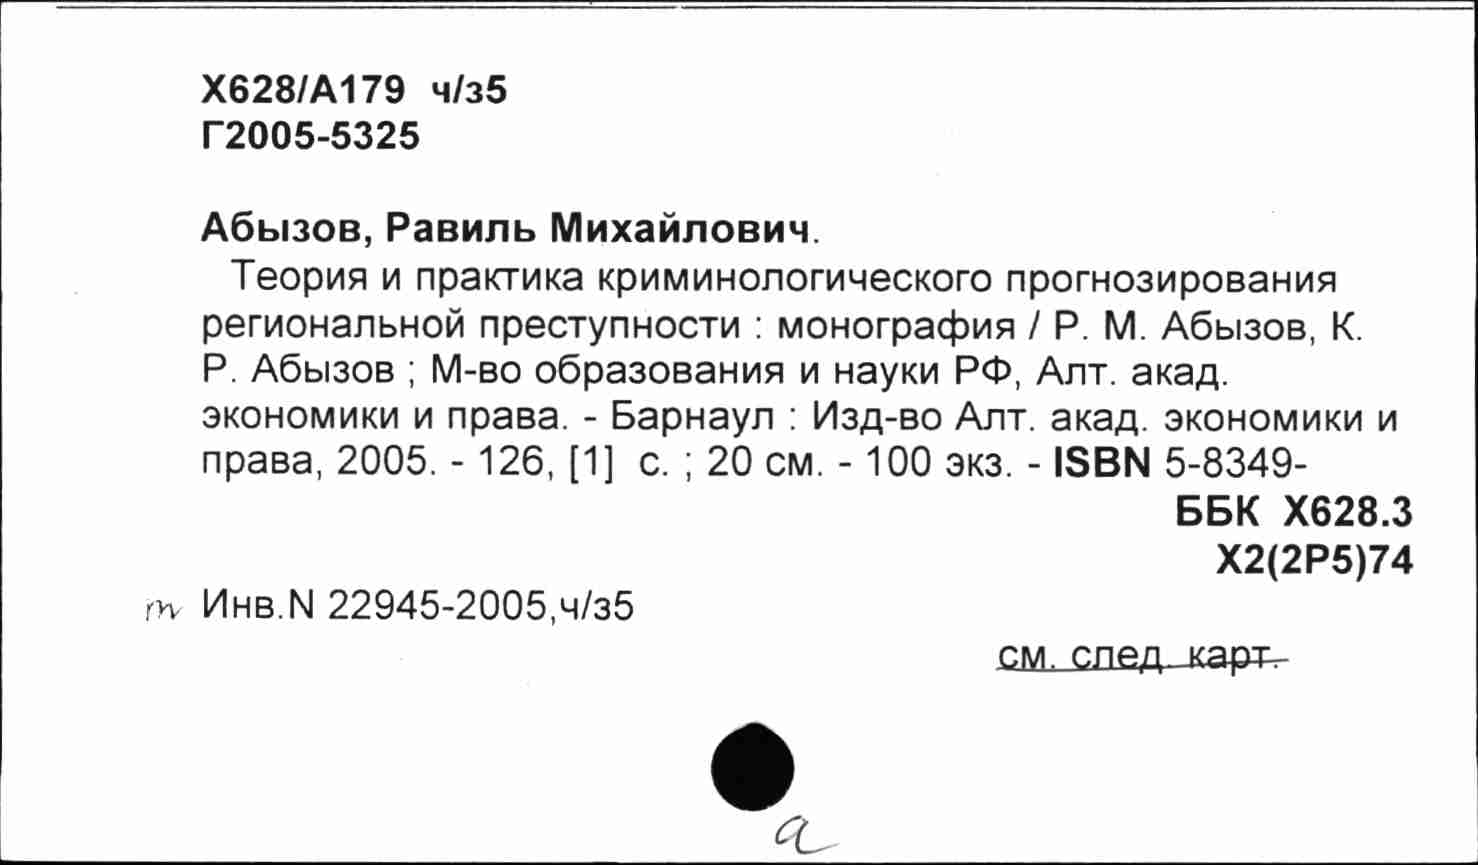 Х628/А179 ч/з5
Г2005-5325
Абызов, Равиль Михайлович.
Теория и практика криминологического прогнозирования
региональной преступности : монография / Р. М. Абызов, К.
Р. Абызов ; М-во образования и науки РФ, Алт. акад.
экономики и права. - Барнаул : Изд-во Алт. акад. экономики и
права, 2005. - 126, [1] с. ; 20 см. - 100 экз. - ISBN 5-8349-
ББК Х628.3
Х2(2Р5)74
т Инв.N 22945-2005,ч/з5
см. след. карт.
а